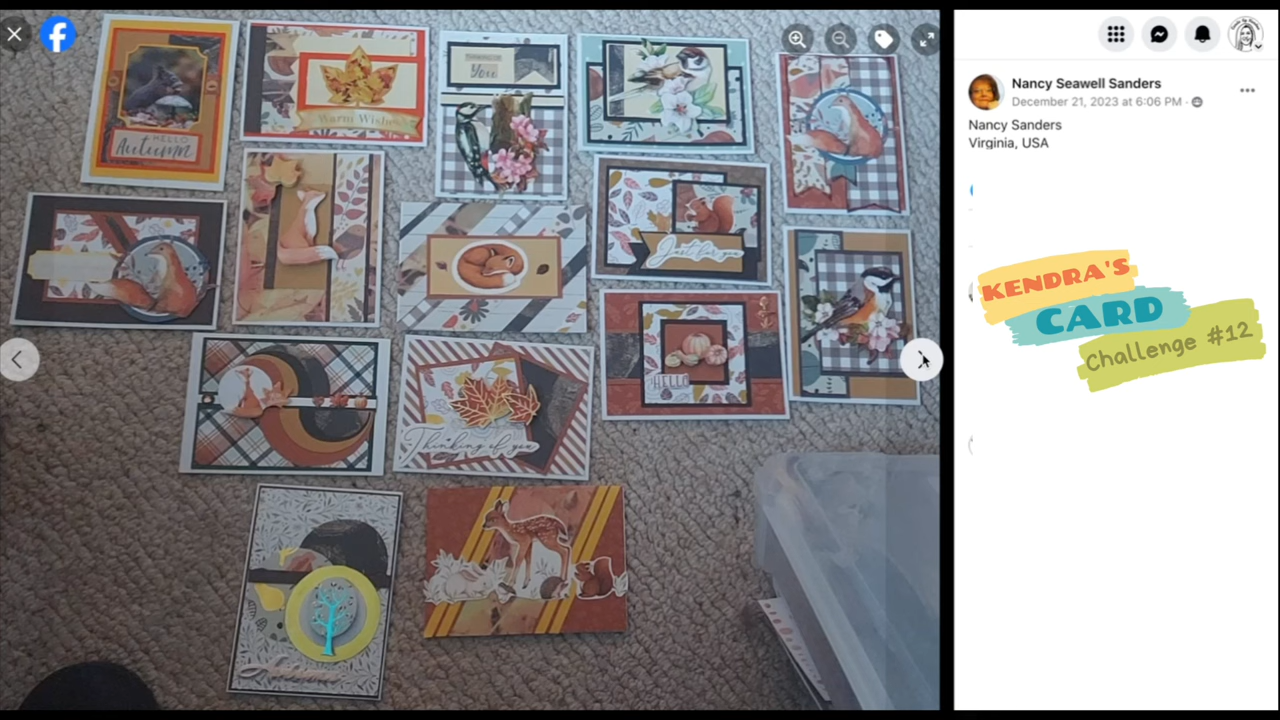 HELLO
Autumn
Warm Wishes
You
Just for you
HELLO
Thinking of you
Nancy Seawell Sanders
December 21, 2023 at 6:06 PM
Nancy Sanders
Virginia, USA
KENDRA'S
CARD
Challenge #12